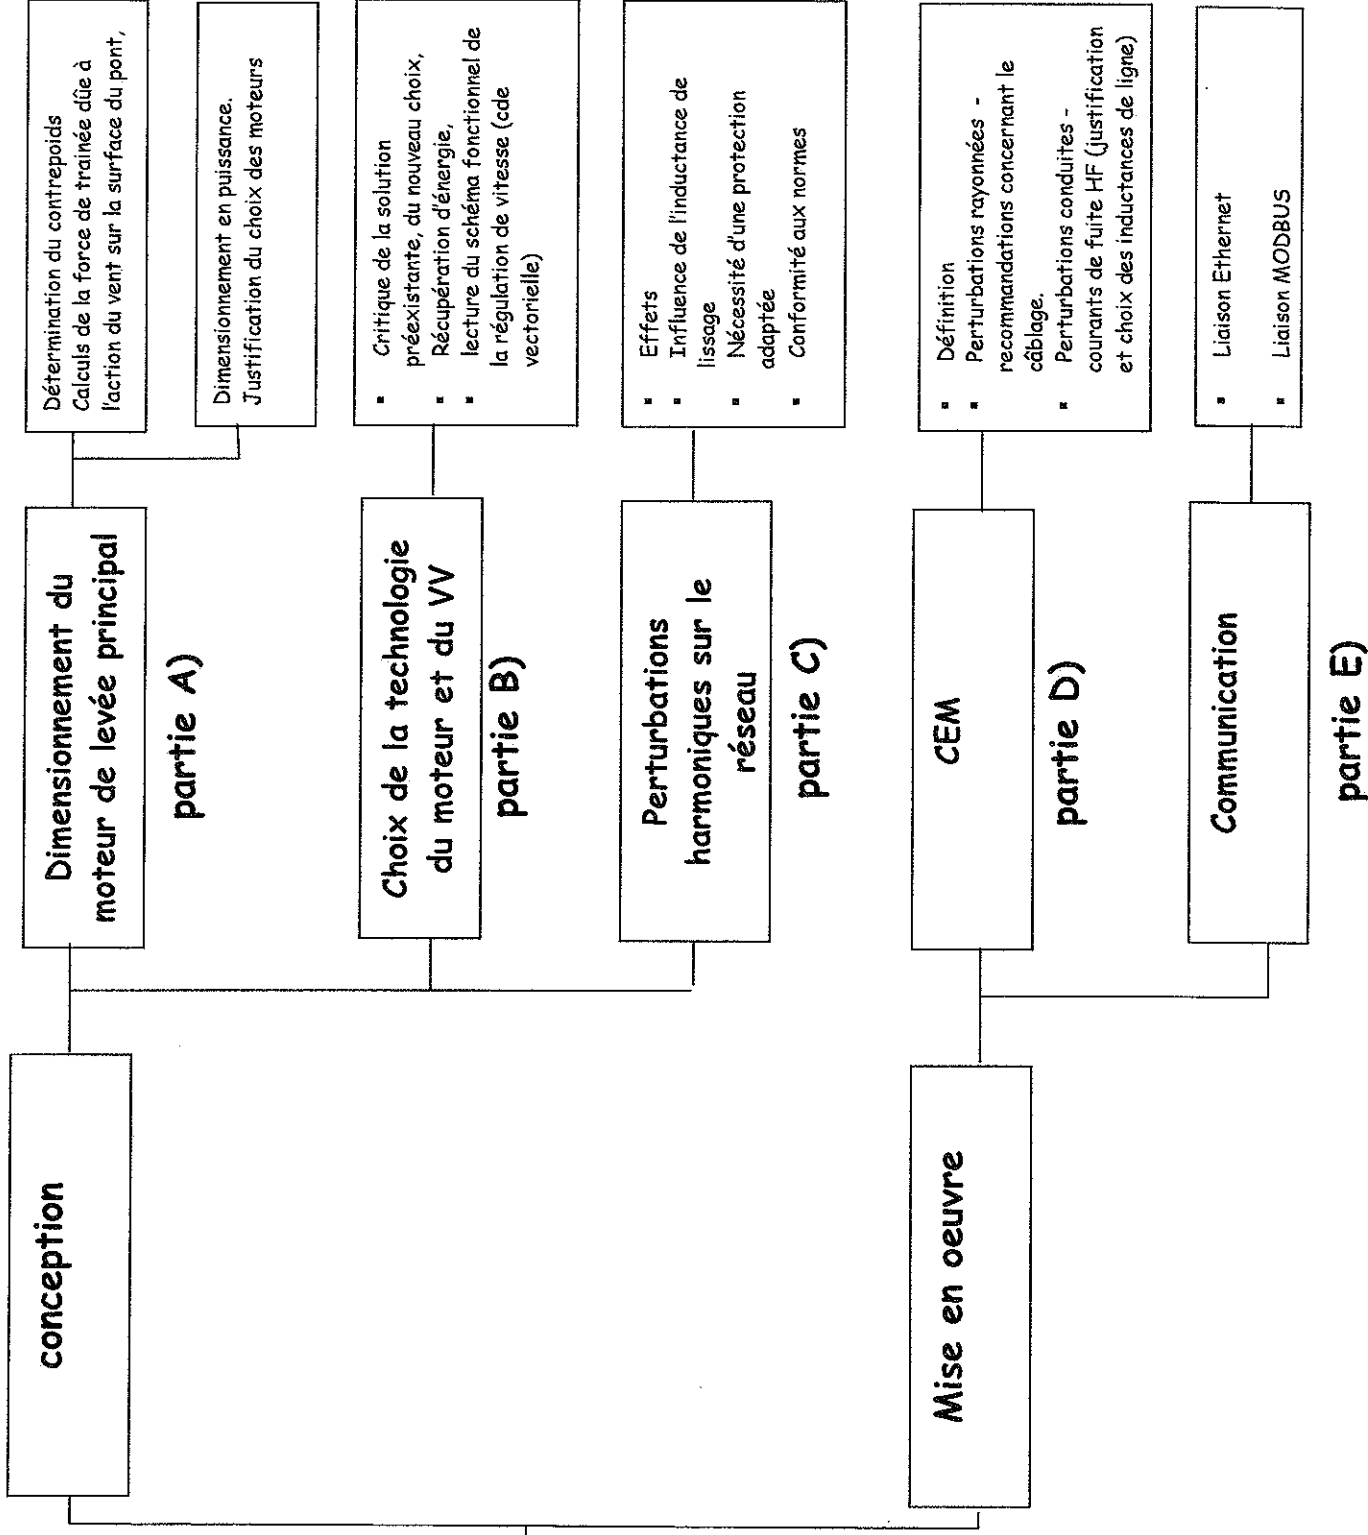 conception
Dimensionnement du
moteur de levée principal
partie A)
Détermination du contrepoids
Calculs de la force de trainée dûe à
l'action du vent sur la surface du pont,
Dimensionnement en puissance.
Justification du choix des moteurs
Choix de la technologie
du moteur et du VV
partie B)
▪ Critique de la solution
préexistante, du nouveau choix,
▪ Récupération d'énergie,
▪ lecture du schéma fonctionnel de
la régulation de vitesse (cde
vectorielle)
Perturbations
harmoniques sur le
réseau
partie C)
▪ Effets
▪ Influence de l'inductance de
lissage
▪ Nécessité d'une protection
adaptée
▪ Conformité aux normes
Mise en oeuvre
CEM
partie D)
▪ Définition
▪ Perturbations rayonnées -
recommandations concernant le
câblage.
▪ Perturbations conduites -
courants de fuite HF (justification
et choix des inductances de ligne)
Communication
partie E)
▪ Liaison Ethernet
▪ Liaison MODBUS